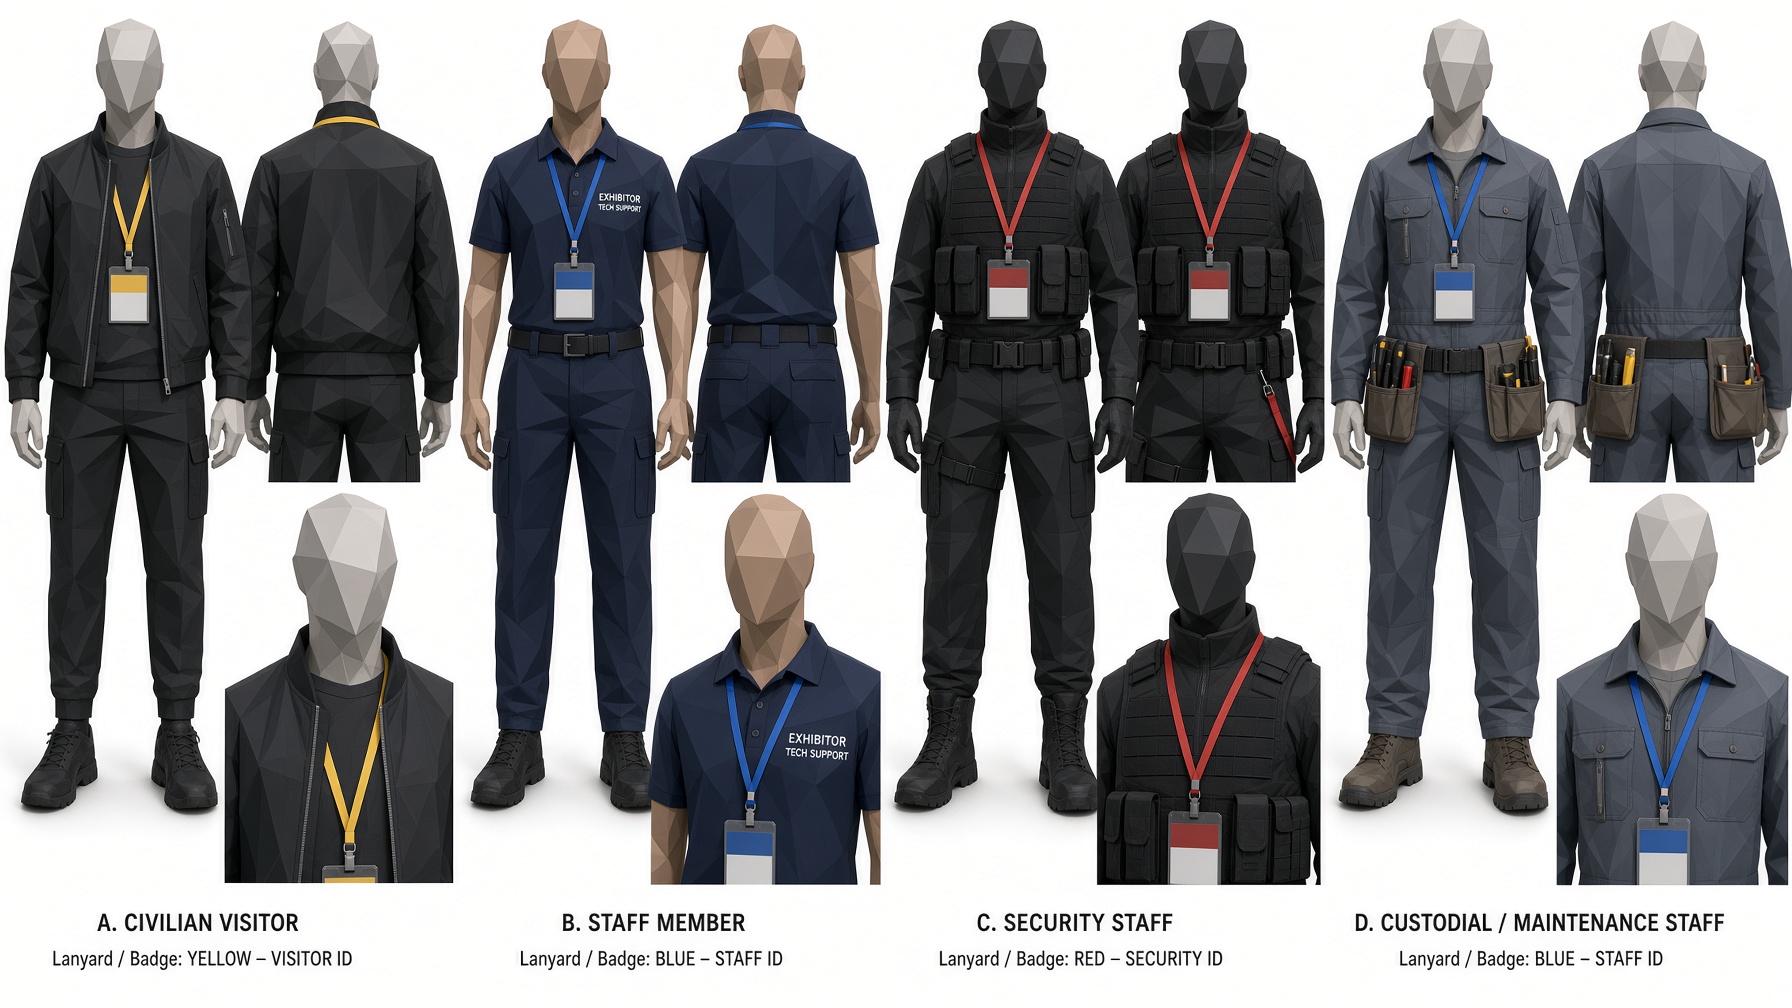 EXHIBITOR
TECH SUPPORT
EXHIBITOR
TECH SUPPORT
A. CIVILIAN VISITOR
Lanyard / Badge: YELLOW – VISITOR ID
B. STAFF MEMBER
Lanyard / Badge: BLUE – STAFF ID
C. SECURITY STAFF
Lanyard / Badge: RED – SECURITY ID
D. CUSTODIAL / MAINTENANCE STAFF
Lanyard / Badge: BLUE – STAFF ID